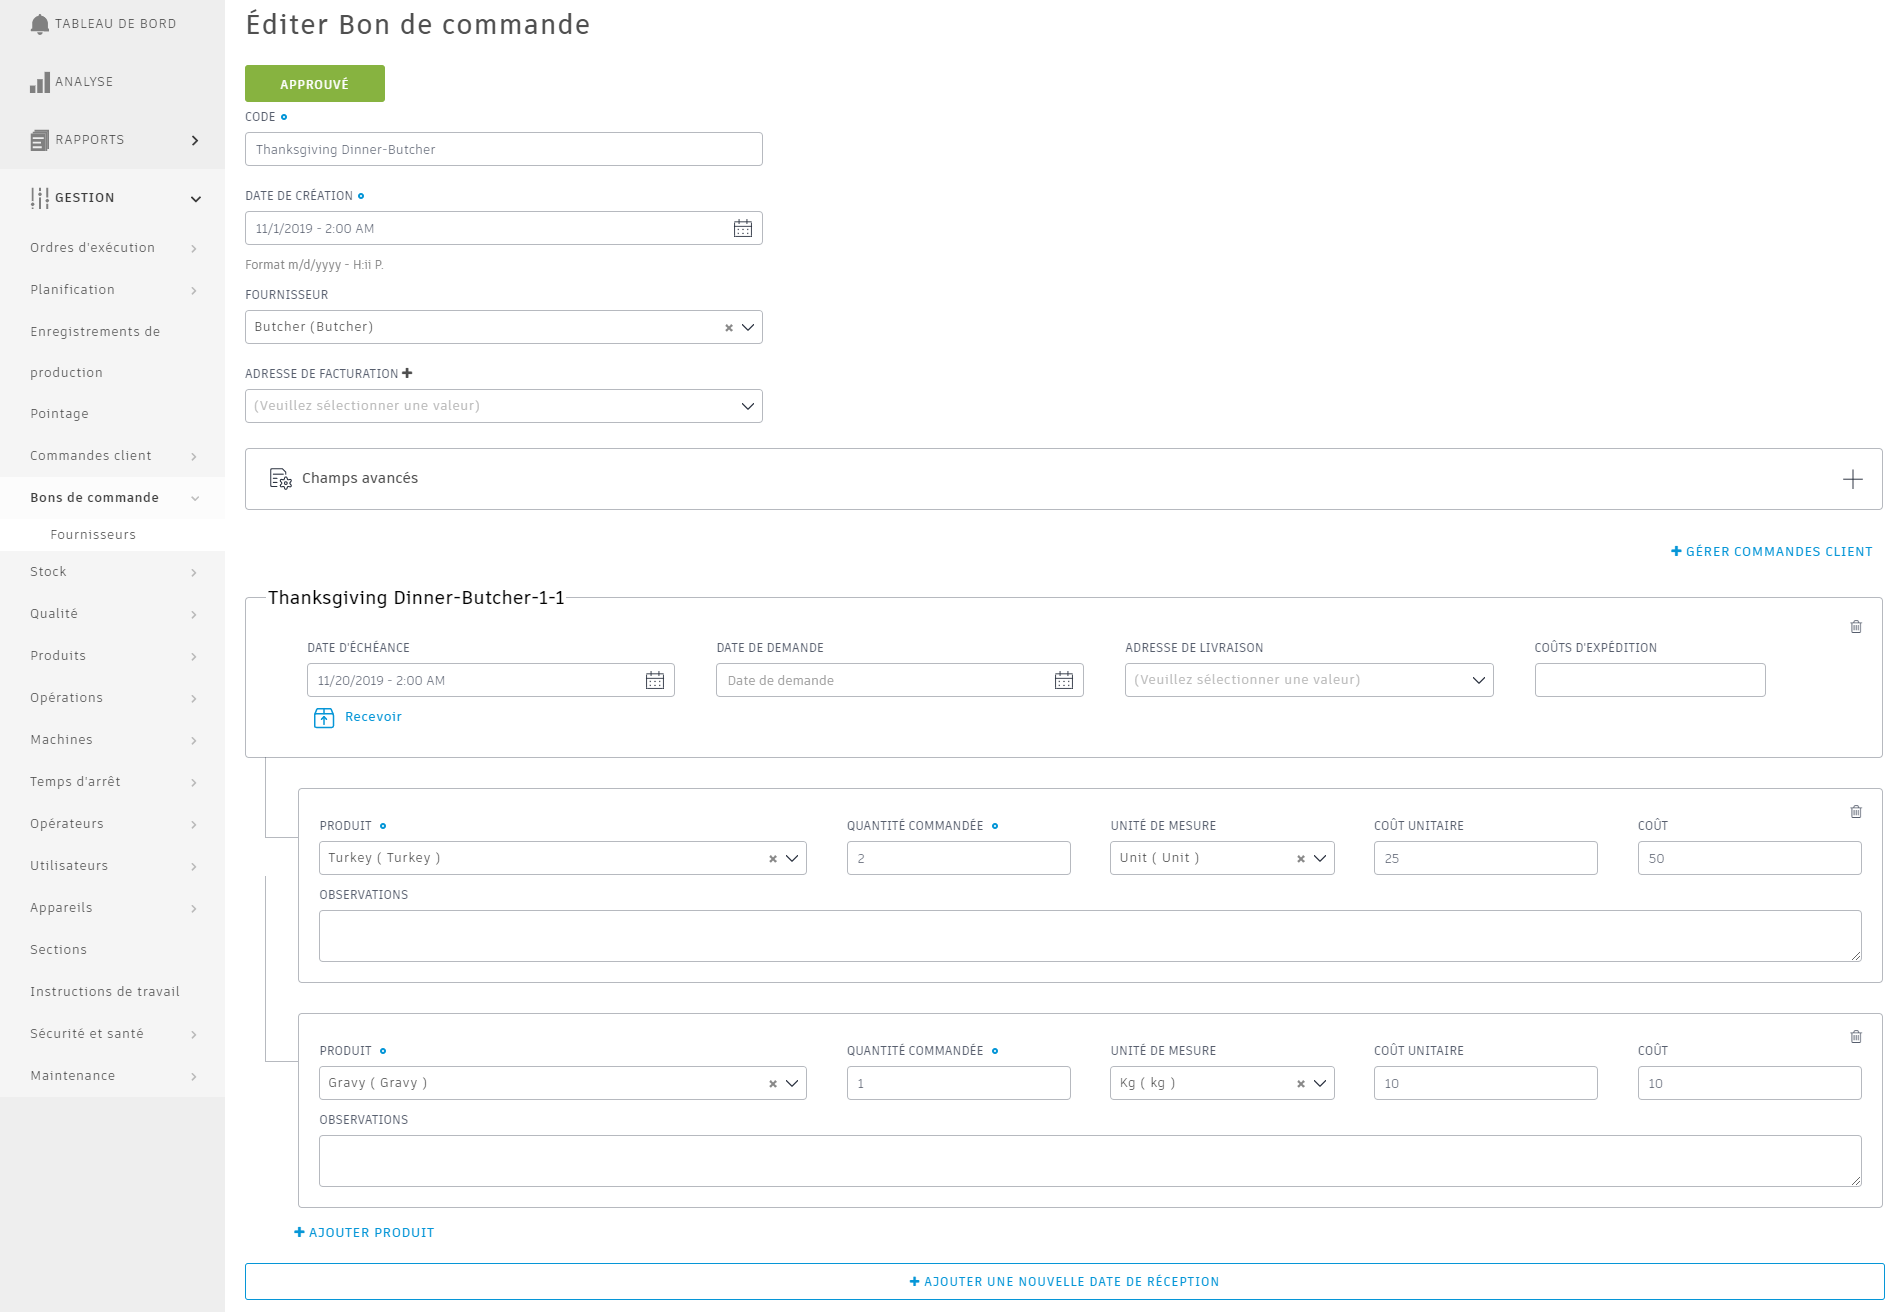 TABLEAU DE BORD
ANALYSE
RAPPORTS
GESTION
Ordres d'exécution
Planification
Enregistrements de
production
Pointage
Commandes client
Bons de commande
Fournisseurs
Stock
Qualité
Produits
Opérations
Machines
Temps d'arrêt
Opérateurs
Utilisateurs
Appareils
Sections
Instructions de travail
Sécurité et santé
Maintenance
Éditer Bon de commande
APPROUVÉ
CODE
Thanksgiving Dinner-Butcher
DATE DE CRÉATION
11/1/2019 - 2:00 AM
Format m/d/yyyy - H:ii P.
FOURNISSEUR
Butcher (Butcher)
ADRESSE DE FACTURATION
(Veuillez sélectionner une valeur)
Champs avancés
GÉRER COMMANDES CLIENT
Thanksgiving Dinner-Butcher-1-1
DATE D'ÉCHÉANCE DATE DE DEMANDE ADRESSE DE LIVRAISON COÛTS D'EXPÉDITION
11/20/2019 - 2:00 AM Date de demande (Veuillez sélectionner une valeur)
Recevoir
PRODUIT QUANTITÉ COMMANDÉE UNITÉ DE MESURE COÛT UNITAIRE COÛT
Turkey ( Turkey ) 2 Unit ( Unit ) 25 50
OBSERVATIONS
PRODUIT QUANTITÉ COMMANDÉE UNITÉ DE MESURE COÛT UNITAIRE COÛT
Gravy ( Gravy ) 1 Kg ( kg ) 10 10
OBSERVATIONS
AJOUTER PRODUIT
AJOUTER UNE NOUVELLE DATE DE RÉCEPTION